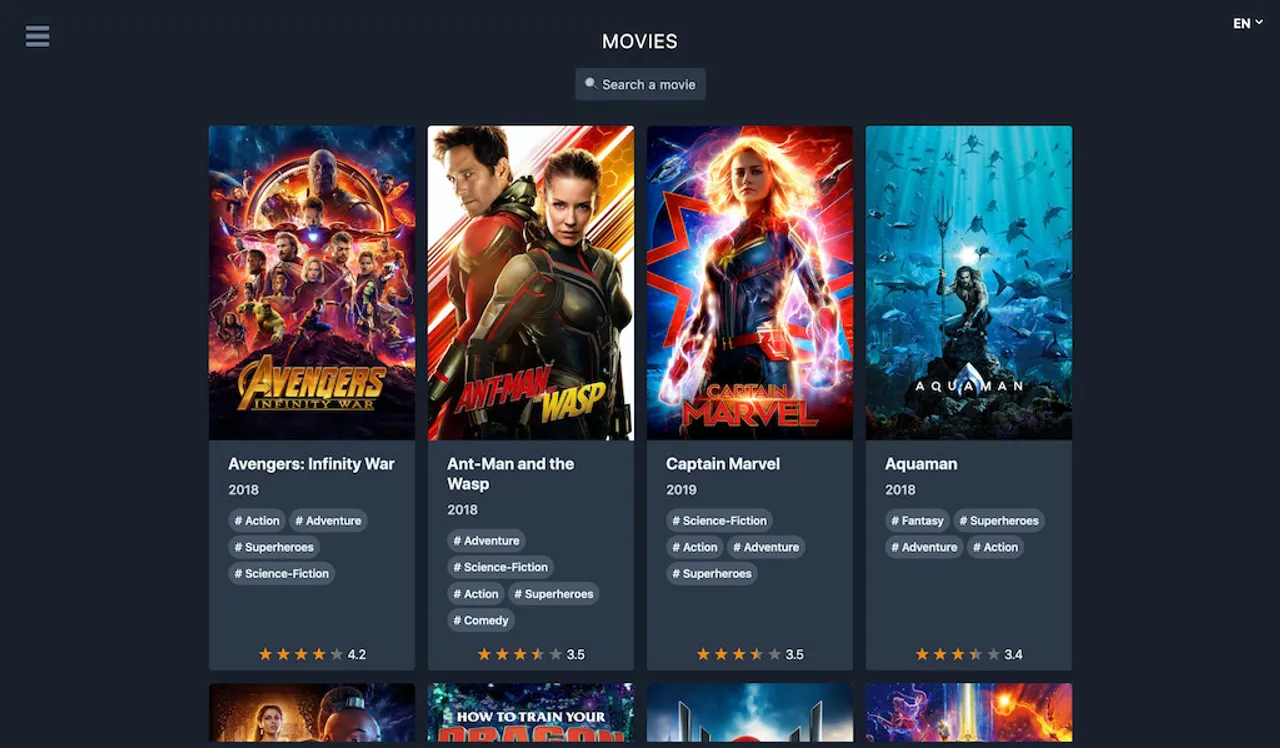 EN
MOVIES
Search a movie
AVENGERS
INFINITY WAR
ANT-MAN
AND THE
WASP
CAPTAIN
MARVEL
AQUAMAN
Avengers: Infinity War
2018
# Action # Adventure
# Superheroes
# Science-Fiction
4.2
Ant-Man and the
Wasp
2018
# Adventure
# Science-Fiction
# Action # Superheroes
# Comedy
3.5
Captain Marvel
2019
# Science-Fiction
# Action # Adventure
# Superheroes
3.5
Aquaman
2018
# Fantasy # Superheroes
# Adventure # Action
3.4
HOW TO TRAIN YOUR
DRAGON